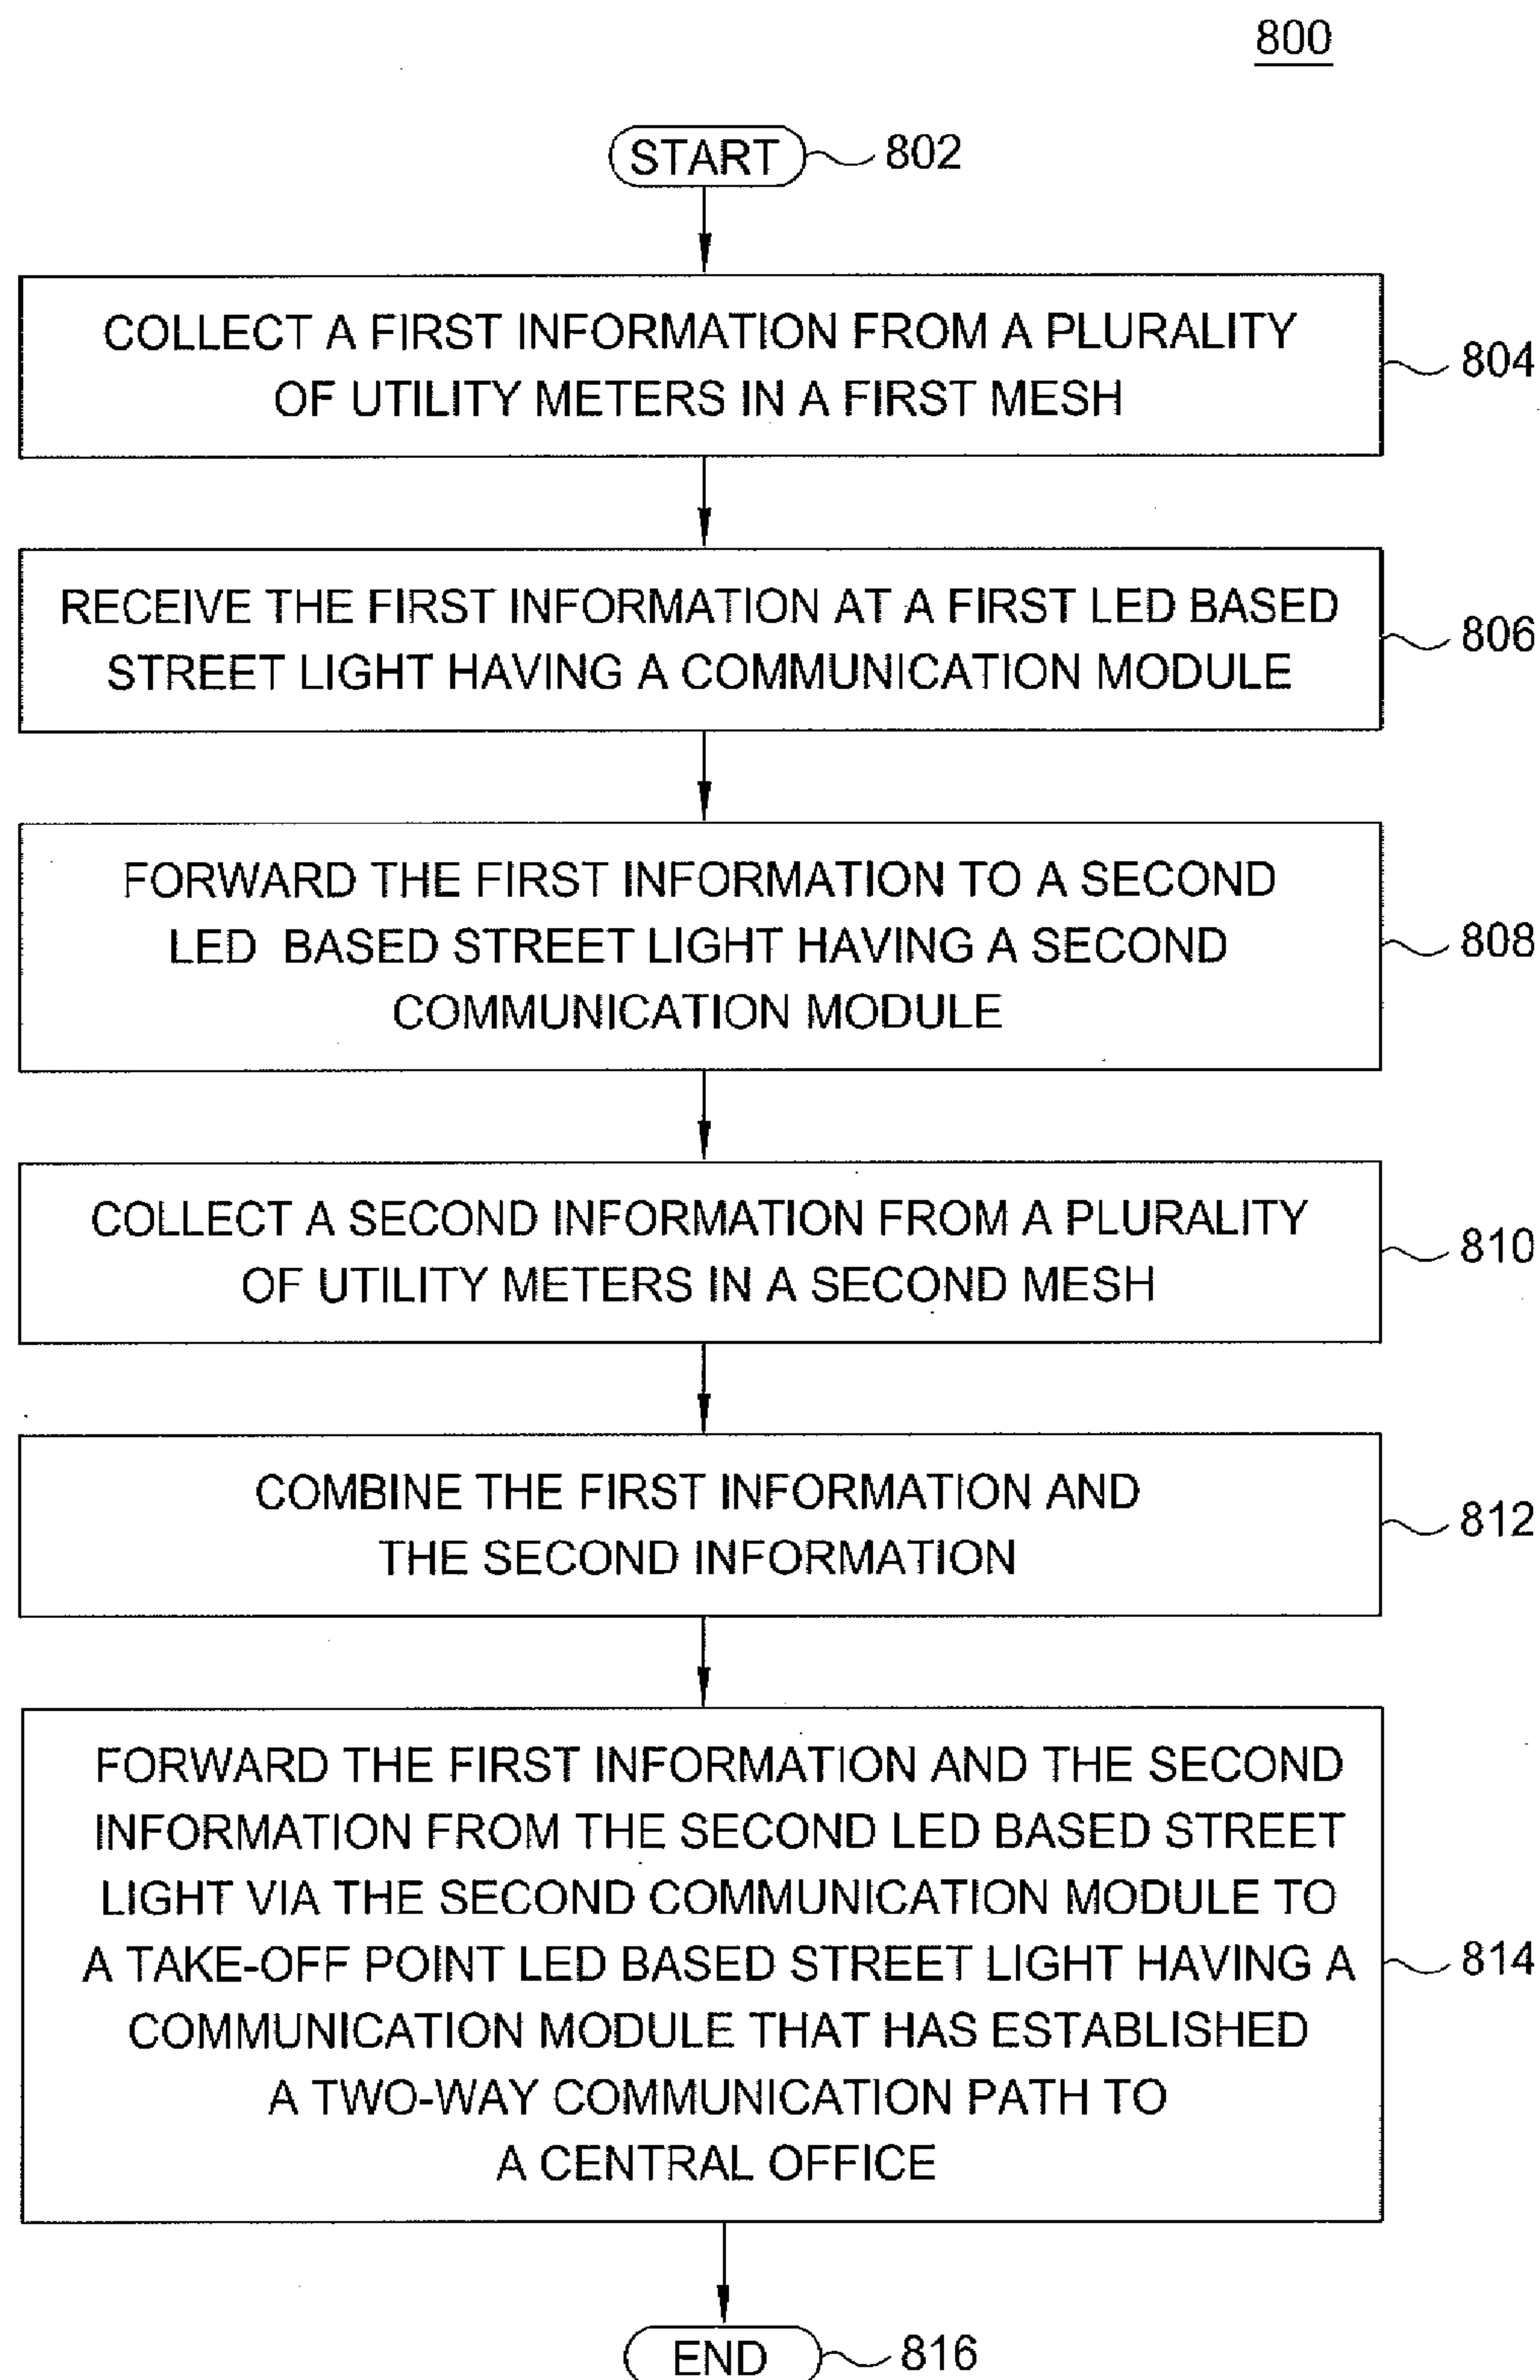 800
START 802
COLLECT A FIRST INFORMATION FROM A PLURALITY
OF UTILITY METERS IN A FIRST MESH
804
RECEIVE THE FIRST INFORMATION AT A FIRST LED BASED
STREET LIGHT HAVING A COMMUNICATION MODULE
806
FORWARD THE FIRST INFORMATION TO A SECOND
LED BASED STREET LIGHT HAVING A SECOND
COMMUNICATION MODULE
808
COLLECT A SECOND INFORMATION FROM A PLURALITY
OF UTILITY METERS IN A SECOND MESH
810
COMBINE THE FIRST INFORMATION AND
THE SECOND INFORMATION
812
FORWARD THE FIRST INFORMATION AND THE SECOND
INFORMATION FROM THE SECOND LED BASED STREET
LIGHT VIA THE SECOND COMMUNICATION MODULE TO
A TAKE-OFF POINT LED BASED STREET LIGHT HAVING A
COMMUNICATION MODULE THAT HAS ESTABLISHED
A TWO-WAY COMMUNICATION PATH TO
A CENTRAL OFFICE
814
END 816